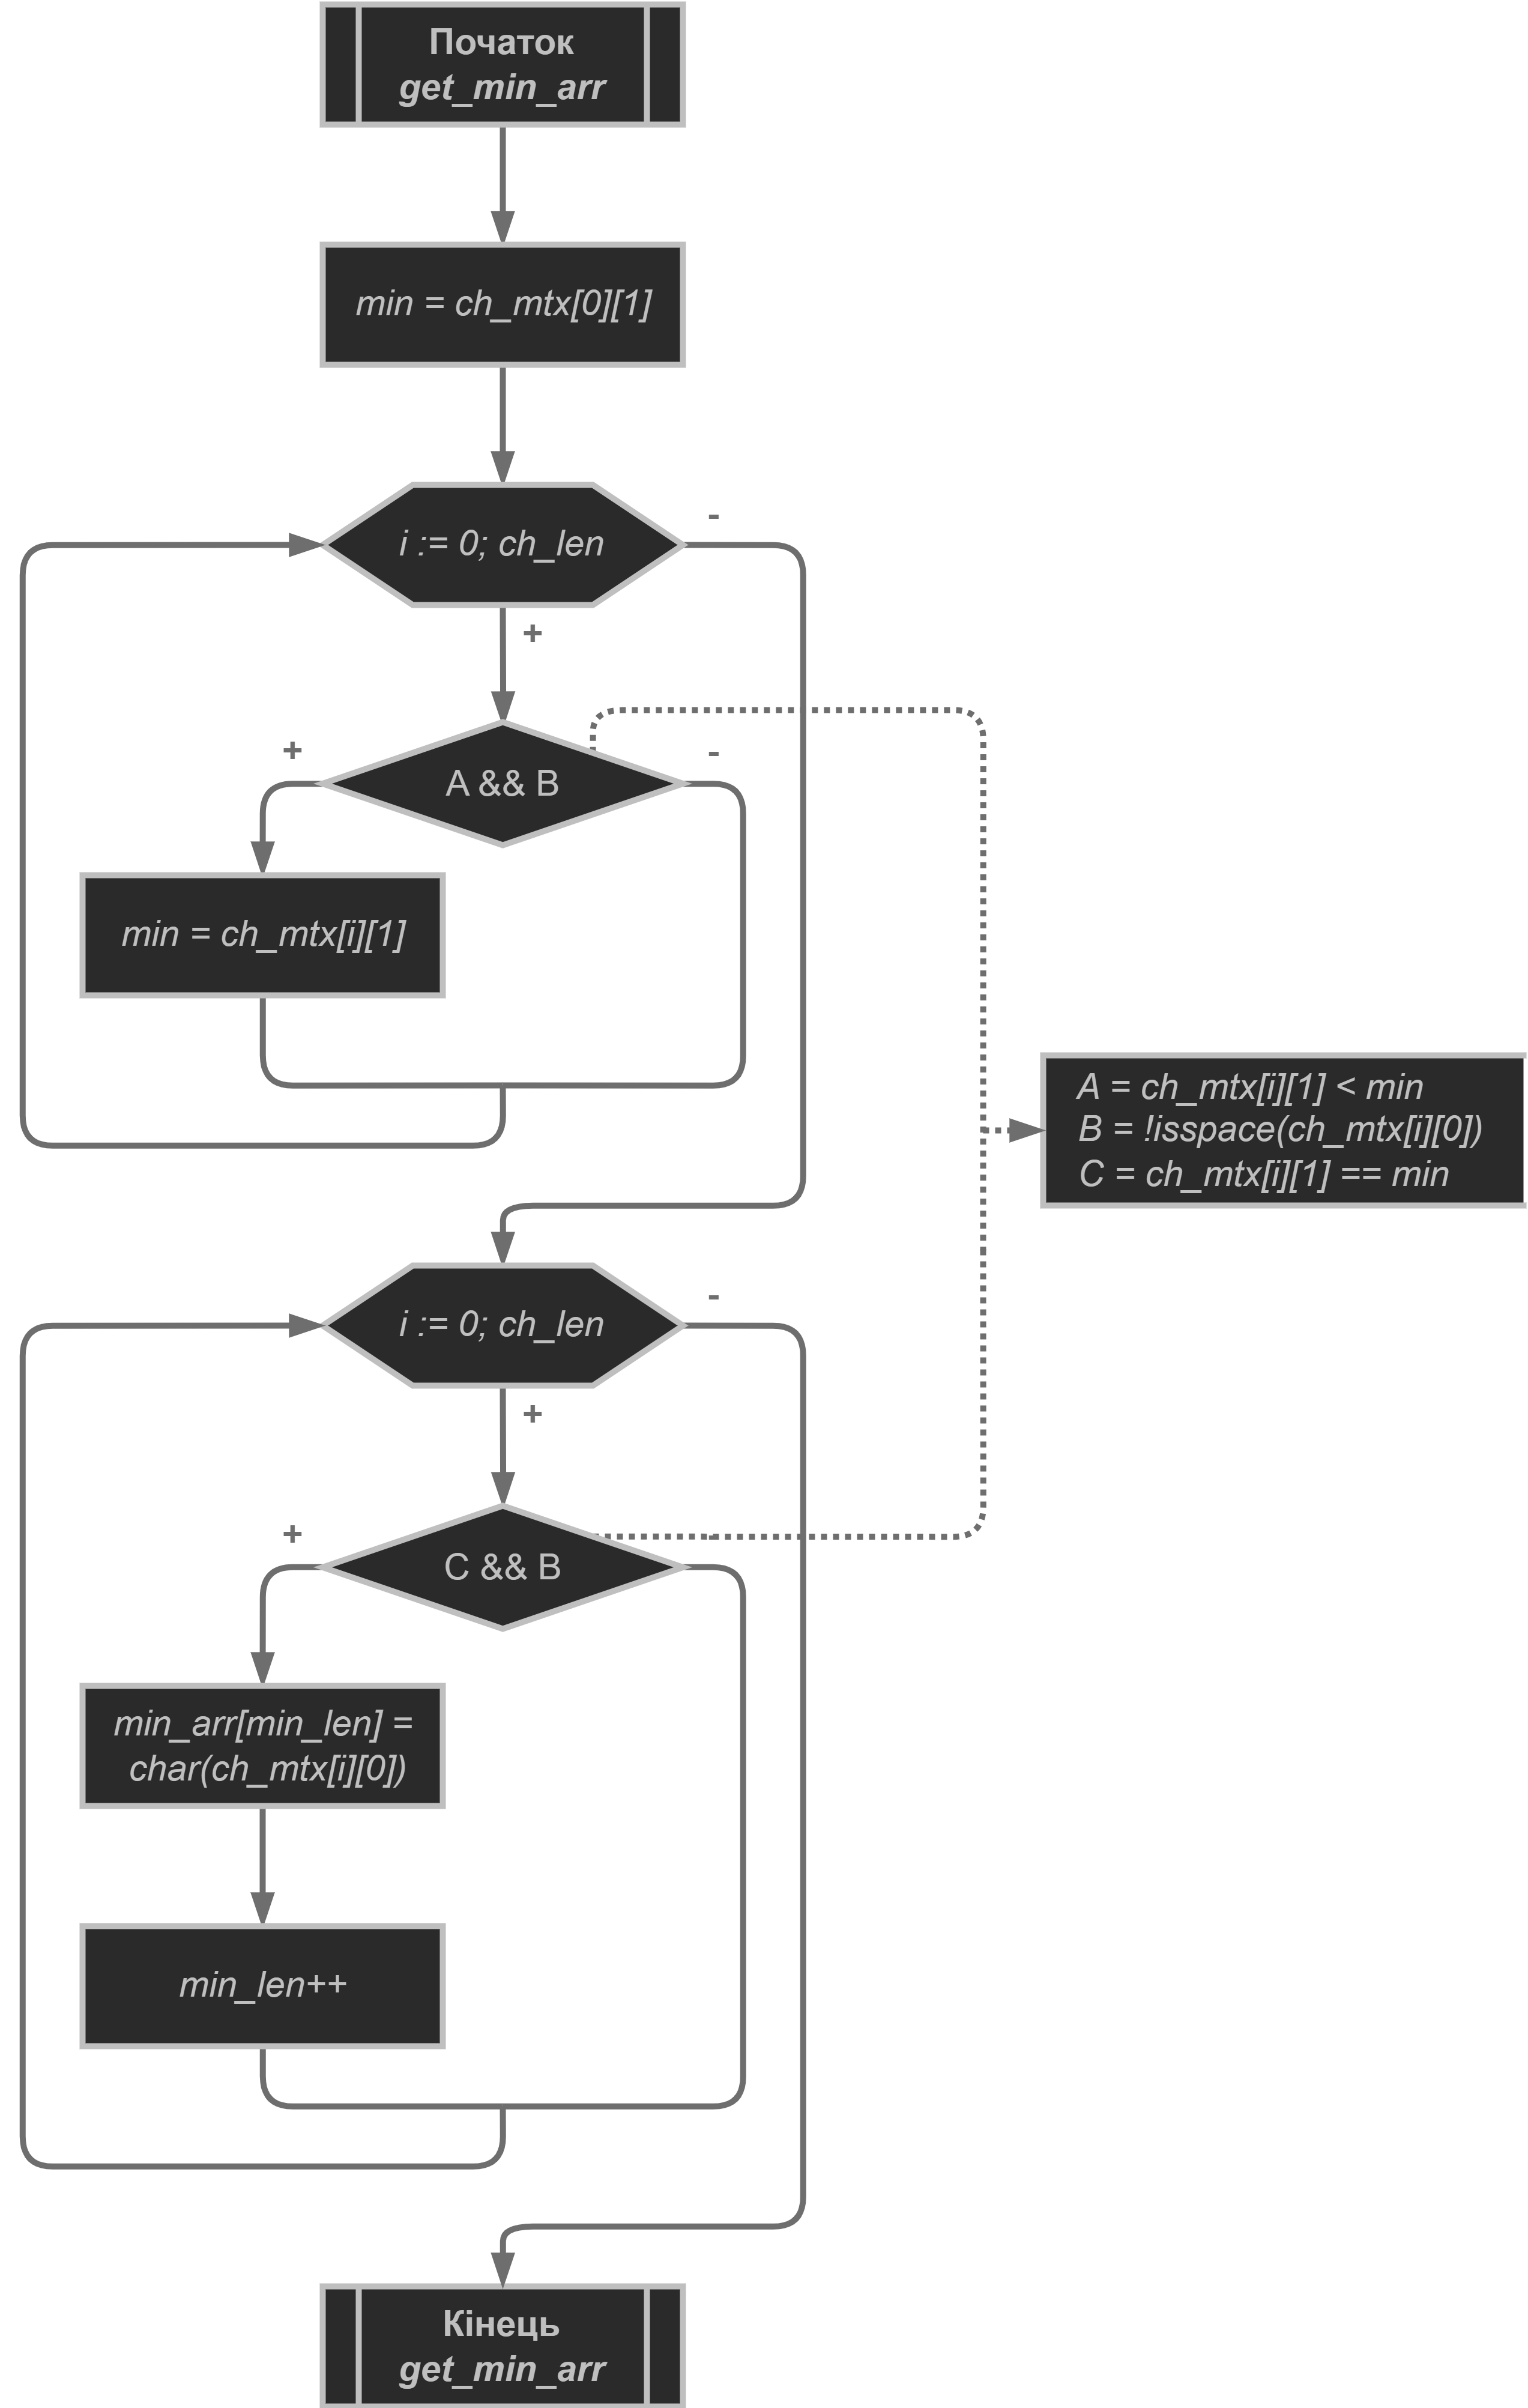 Початок
get_min_arr
min = ch_mtx[0][1]
i := 0; ch_len
-
+
+
A && B
-
min = ch_mtx[i][1]
A = ch_mtx[i][1] < min
B = !isspace(ch_mtx[i][0])
C = ch_mtx[i][1] == min
i := 0; ch_len
-
+
+
C && B
-
min_arr[min_len] =
char(ch_mtx[i][0])
min_len++
Кінець
get_min_arr